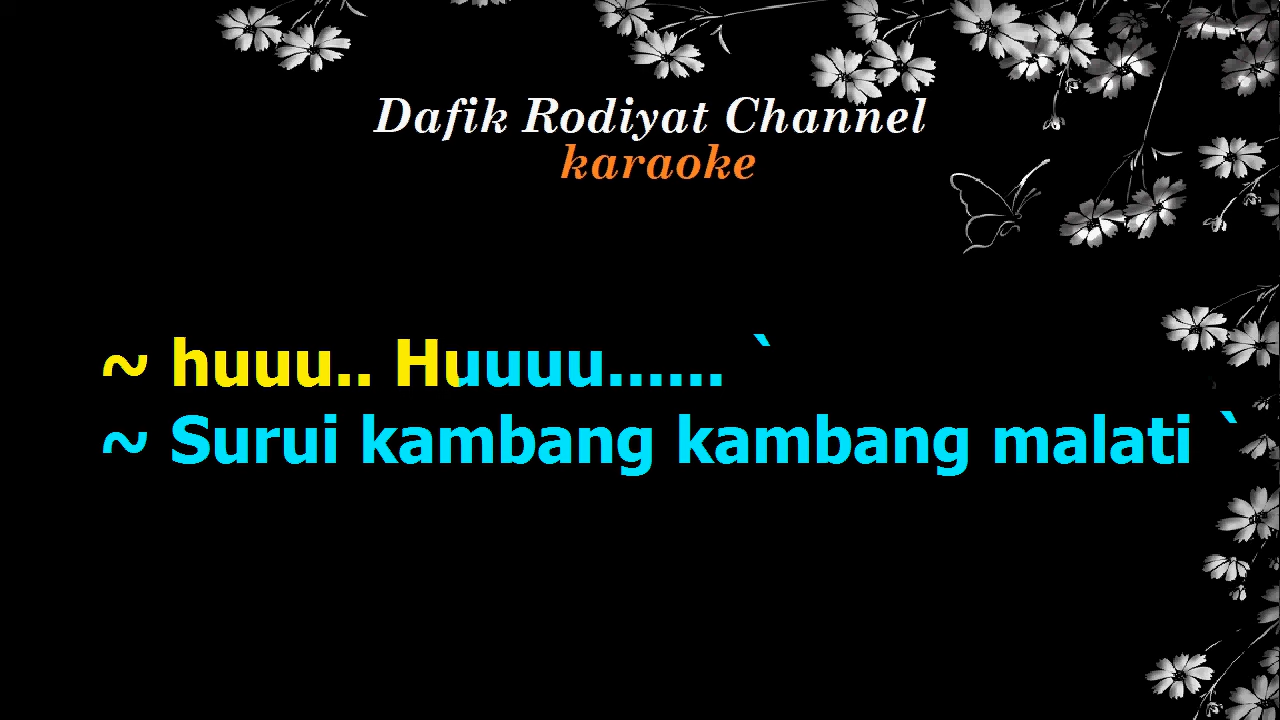 Dafik Rodiyat Channel
karaoke
~ huuu.. Huuuu...... `
~ Surui kambang kambang malati `